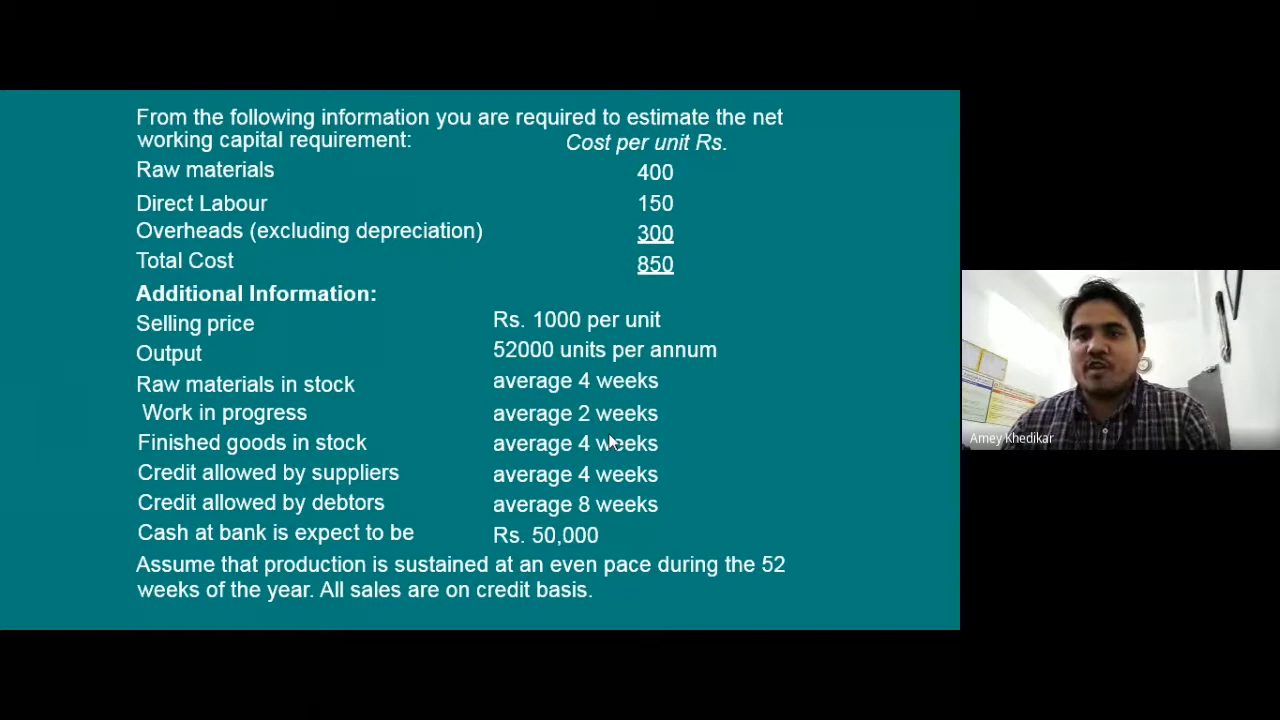 From the following information you are required to estimate the net
working capital requirement: Cost per unit Rs.
Raw materials 400
Direct Labour 150
Overheads (excluding depreciation) 300
Total Cost 850
Additional Information:
Selling price Rs. 1000 per unit
Output 52000 units per annum
Raw materials in stock average 4 weeks
Work in progress average 2 weeks
Finished goods in stock average 4 weeks
Credit allowed by suppliers average 4 weeks
Credit allowed by debtors average 8 weeks
Cash at bank is expect to be Rs. 50,000
Assume that production is sustained at an even pace during the 52
weeks of the year. All sales are on credit basis.
Amey Khedikar